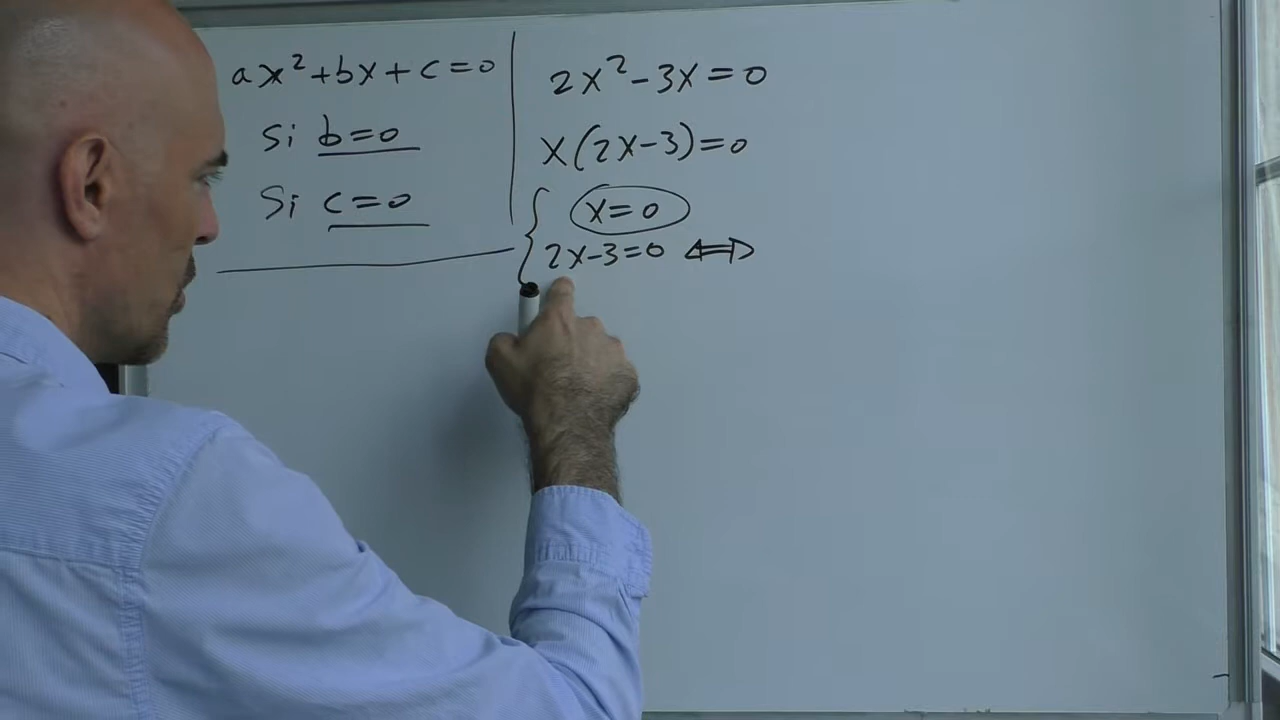 ax²+bx+c=0
Si b=0
Si c=0
2x²-3x=0
x(2x-3)=0
x=0
2x-3=0 ⟺